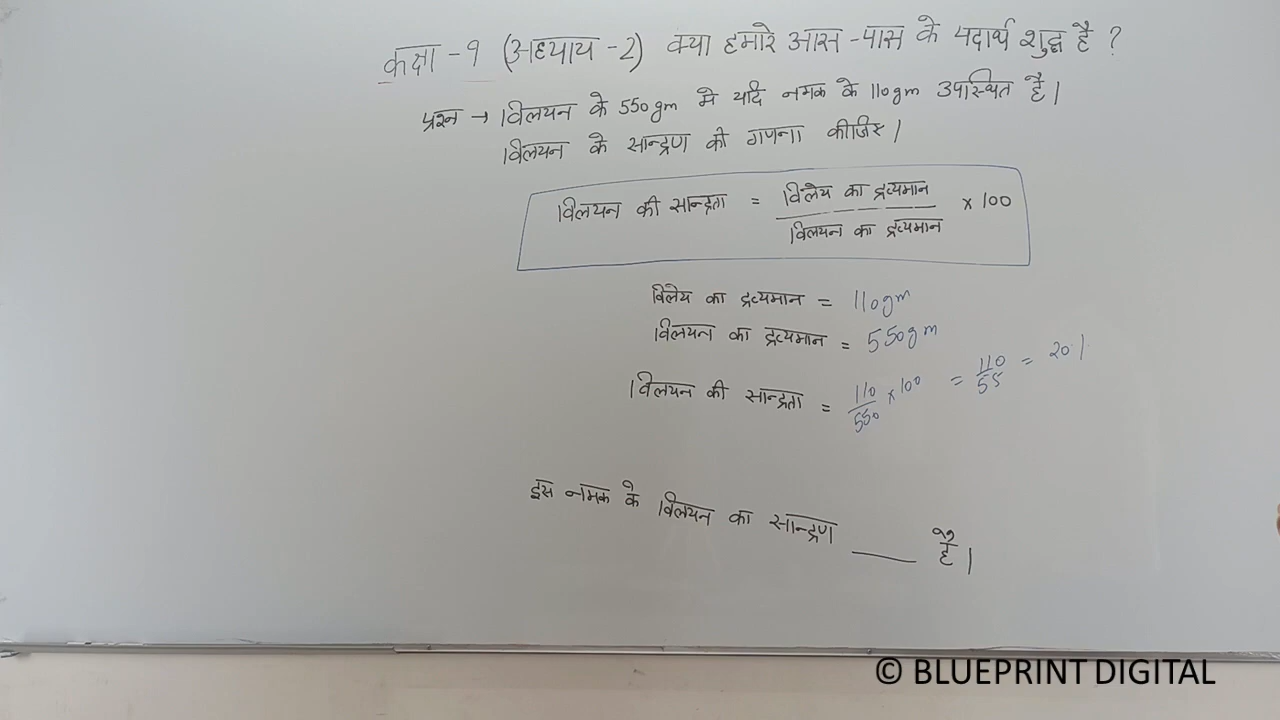 कक्षा - 9 (अध्याय - 2) क्या हमारे आस - पास के पदार्थ शुद्ध है ?
प्रश्न → विलयन के 550gm मे यदि नमक के 110gm उपस्थित है।
विलयन के सान्द्रण की गणना कीजिए।
विलयन की सान्द्रता = विलेय का द्रव्यमान / विलयन का द्रव्यमान × 100
विलेय का द्रव्यमान = 110gm
विलयन का द्रव्यमान = 550gm
विलयन की सान्द्रता = 110/550 × 100 = 110/55 = 20%
इस नमक के विलयन का सान्द्रण ____ है।
© BLUEPRINT DIGITAL